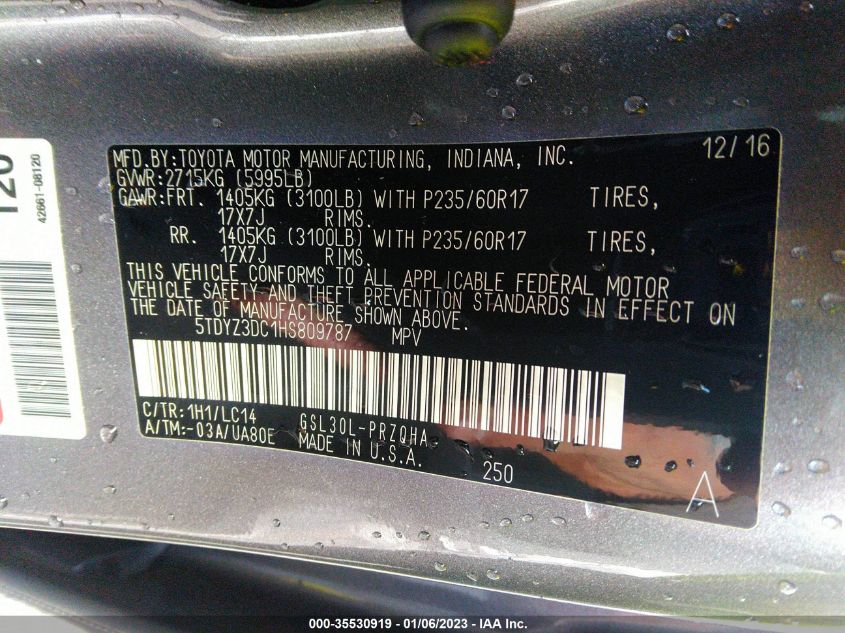 MFD.BY:TOYOTA MOTOR MANUFACTURING, INDIANA, INC. 12/16
GVWR:2715KG (5995LB)
GAWR:FRT. 1405KG (3100LB) WITH P235/60R17 TIRES,
17X7J RIMS.
RR. 1405KG (3100LB) WITH P235/60R17 TIRES,
17X7J RIMS.
THIS VEHICLE CONFORMS TO ALL APPLICABLE FEDERAL MOTOR
VEHICLE SAFETY AND THEFT PREVENTION STANDARDS IN EFFECT ON
THE DATE OF MANUFACTURE SHOWN ABOVE.
5TDYZ3DC1HS809787 MPV
C/TR:1H1/LC14 GSL30L-PRZQHA
A/TM:-03A/UA80E MADE IN U.S.A. 250
A
42661-08120
120
000-35530919 — 01/06/2023 — IAA Inc.